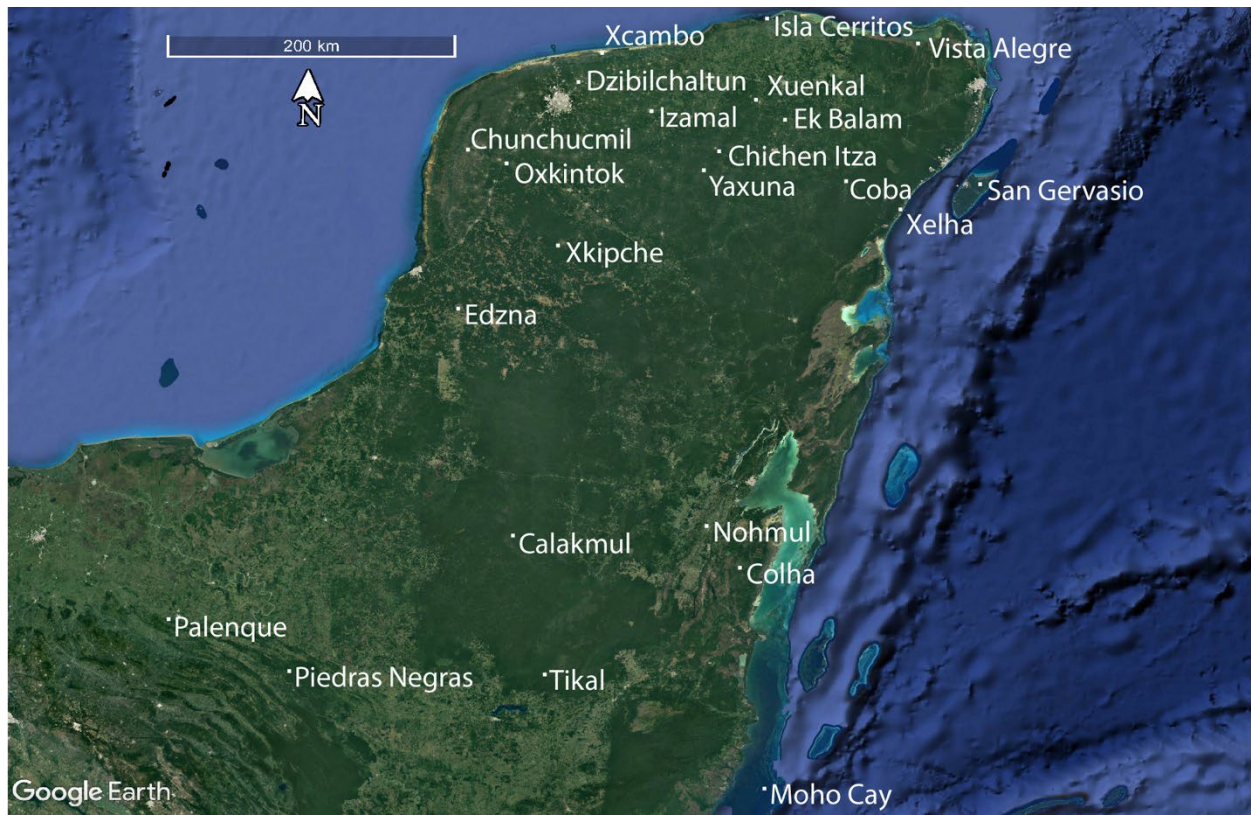 Isla Cerritos
200 km
Xcambo
Vista Alegre
Dzibilchaltun
Xuenkal
N
Izamal
Ek Balam
Chunchucmil
Chichen Itza
Oxkintok
Yaxuna
Coba
San Gervasio
Xelha
Xkipche
Edzna
Nohmul
Calakmul
Colha
Palenque
Piedras Negras
Tikal
Google Earth
Moho Cay